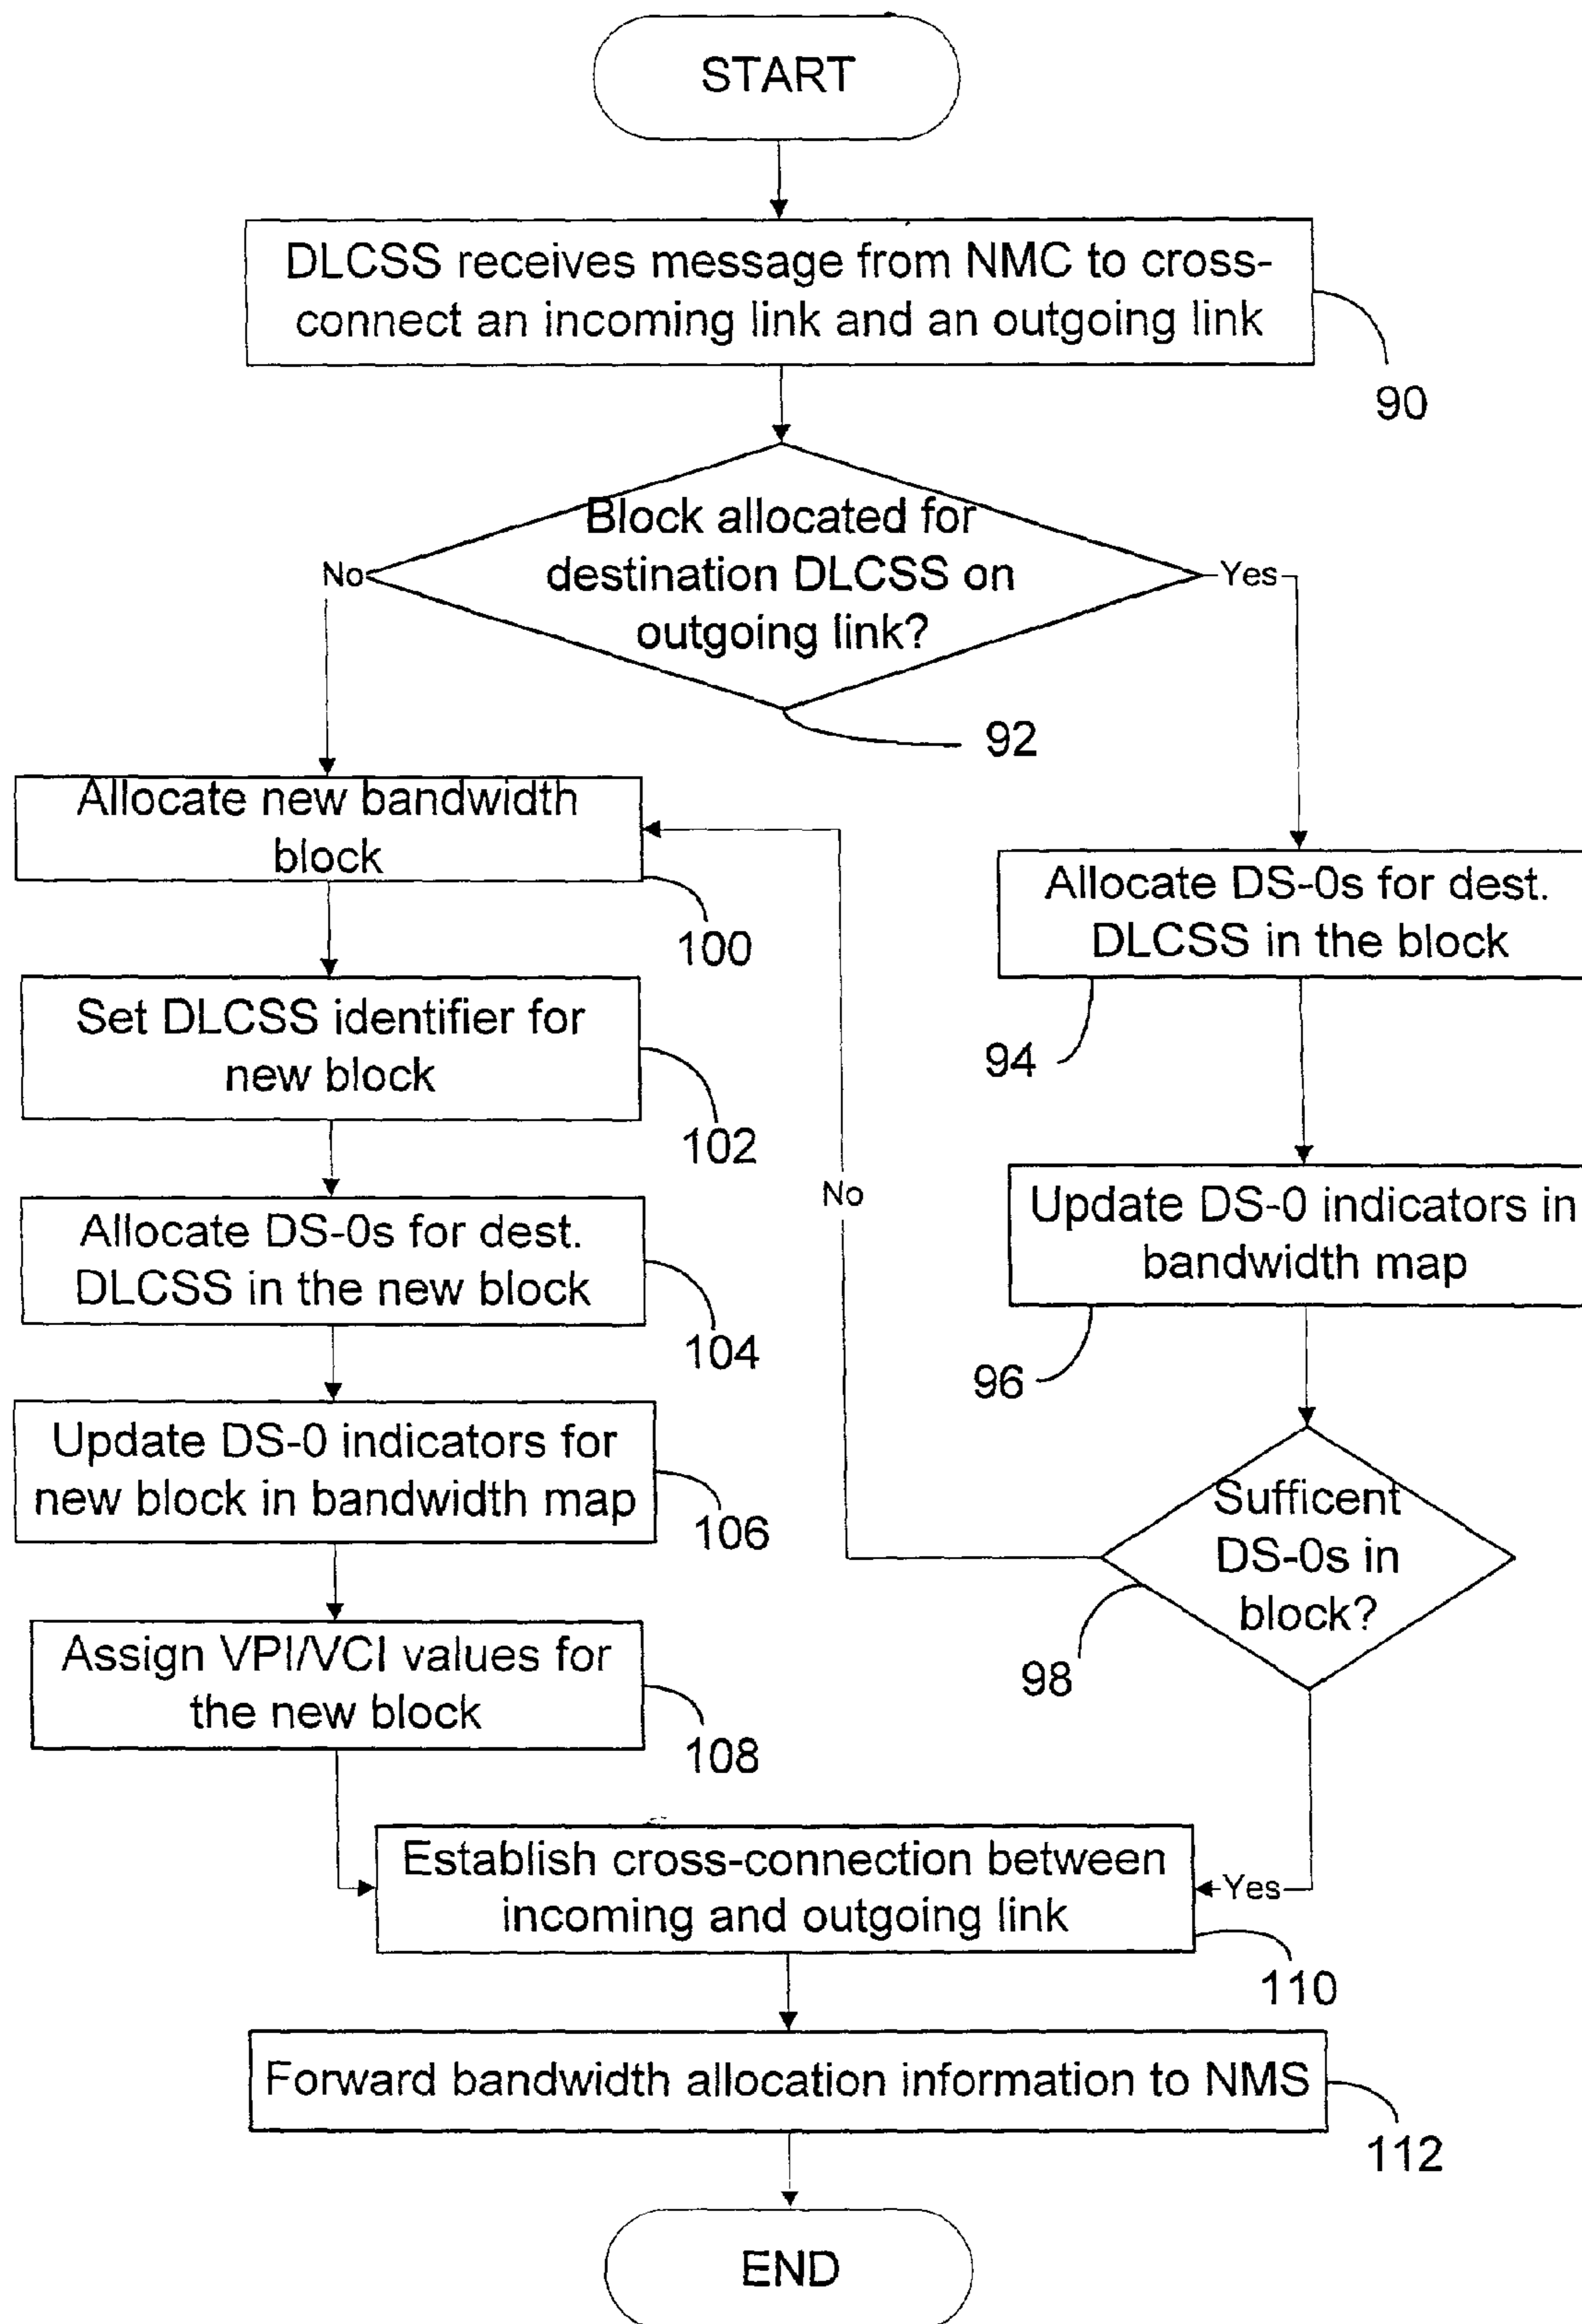 START
DLCSS receives message from NMC to cross-
connect an incoming link and an outgoing link
90
Block allocated for
destination DLCSS on
outgoing link?
No
Yes
92
Allocate new bandwidth
block
100
Allocate DS-0s for dest.
DLCSS in the block
94
Set DLCSS identifier for
new block
102
No
Update DS-0 indicators in
bandwidth map
96
Allocate DS-0s for dest.
DLCSS in the new block
104
Update DS-0 indicators for
new block in bandwidth map
106
Sufficent
DS-0s in
block?
98
Assign VPI/VCI values for
the new block
108
Establish cross-connection between
incoming and outgoing link
Yes
110
Forward bandwidth allocation information to NMS
112
END